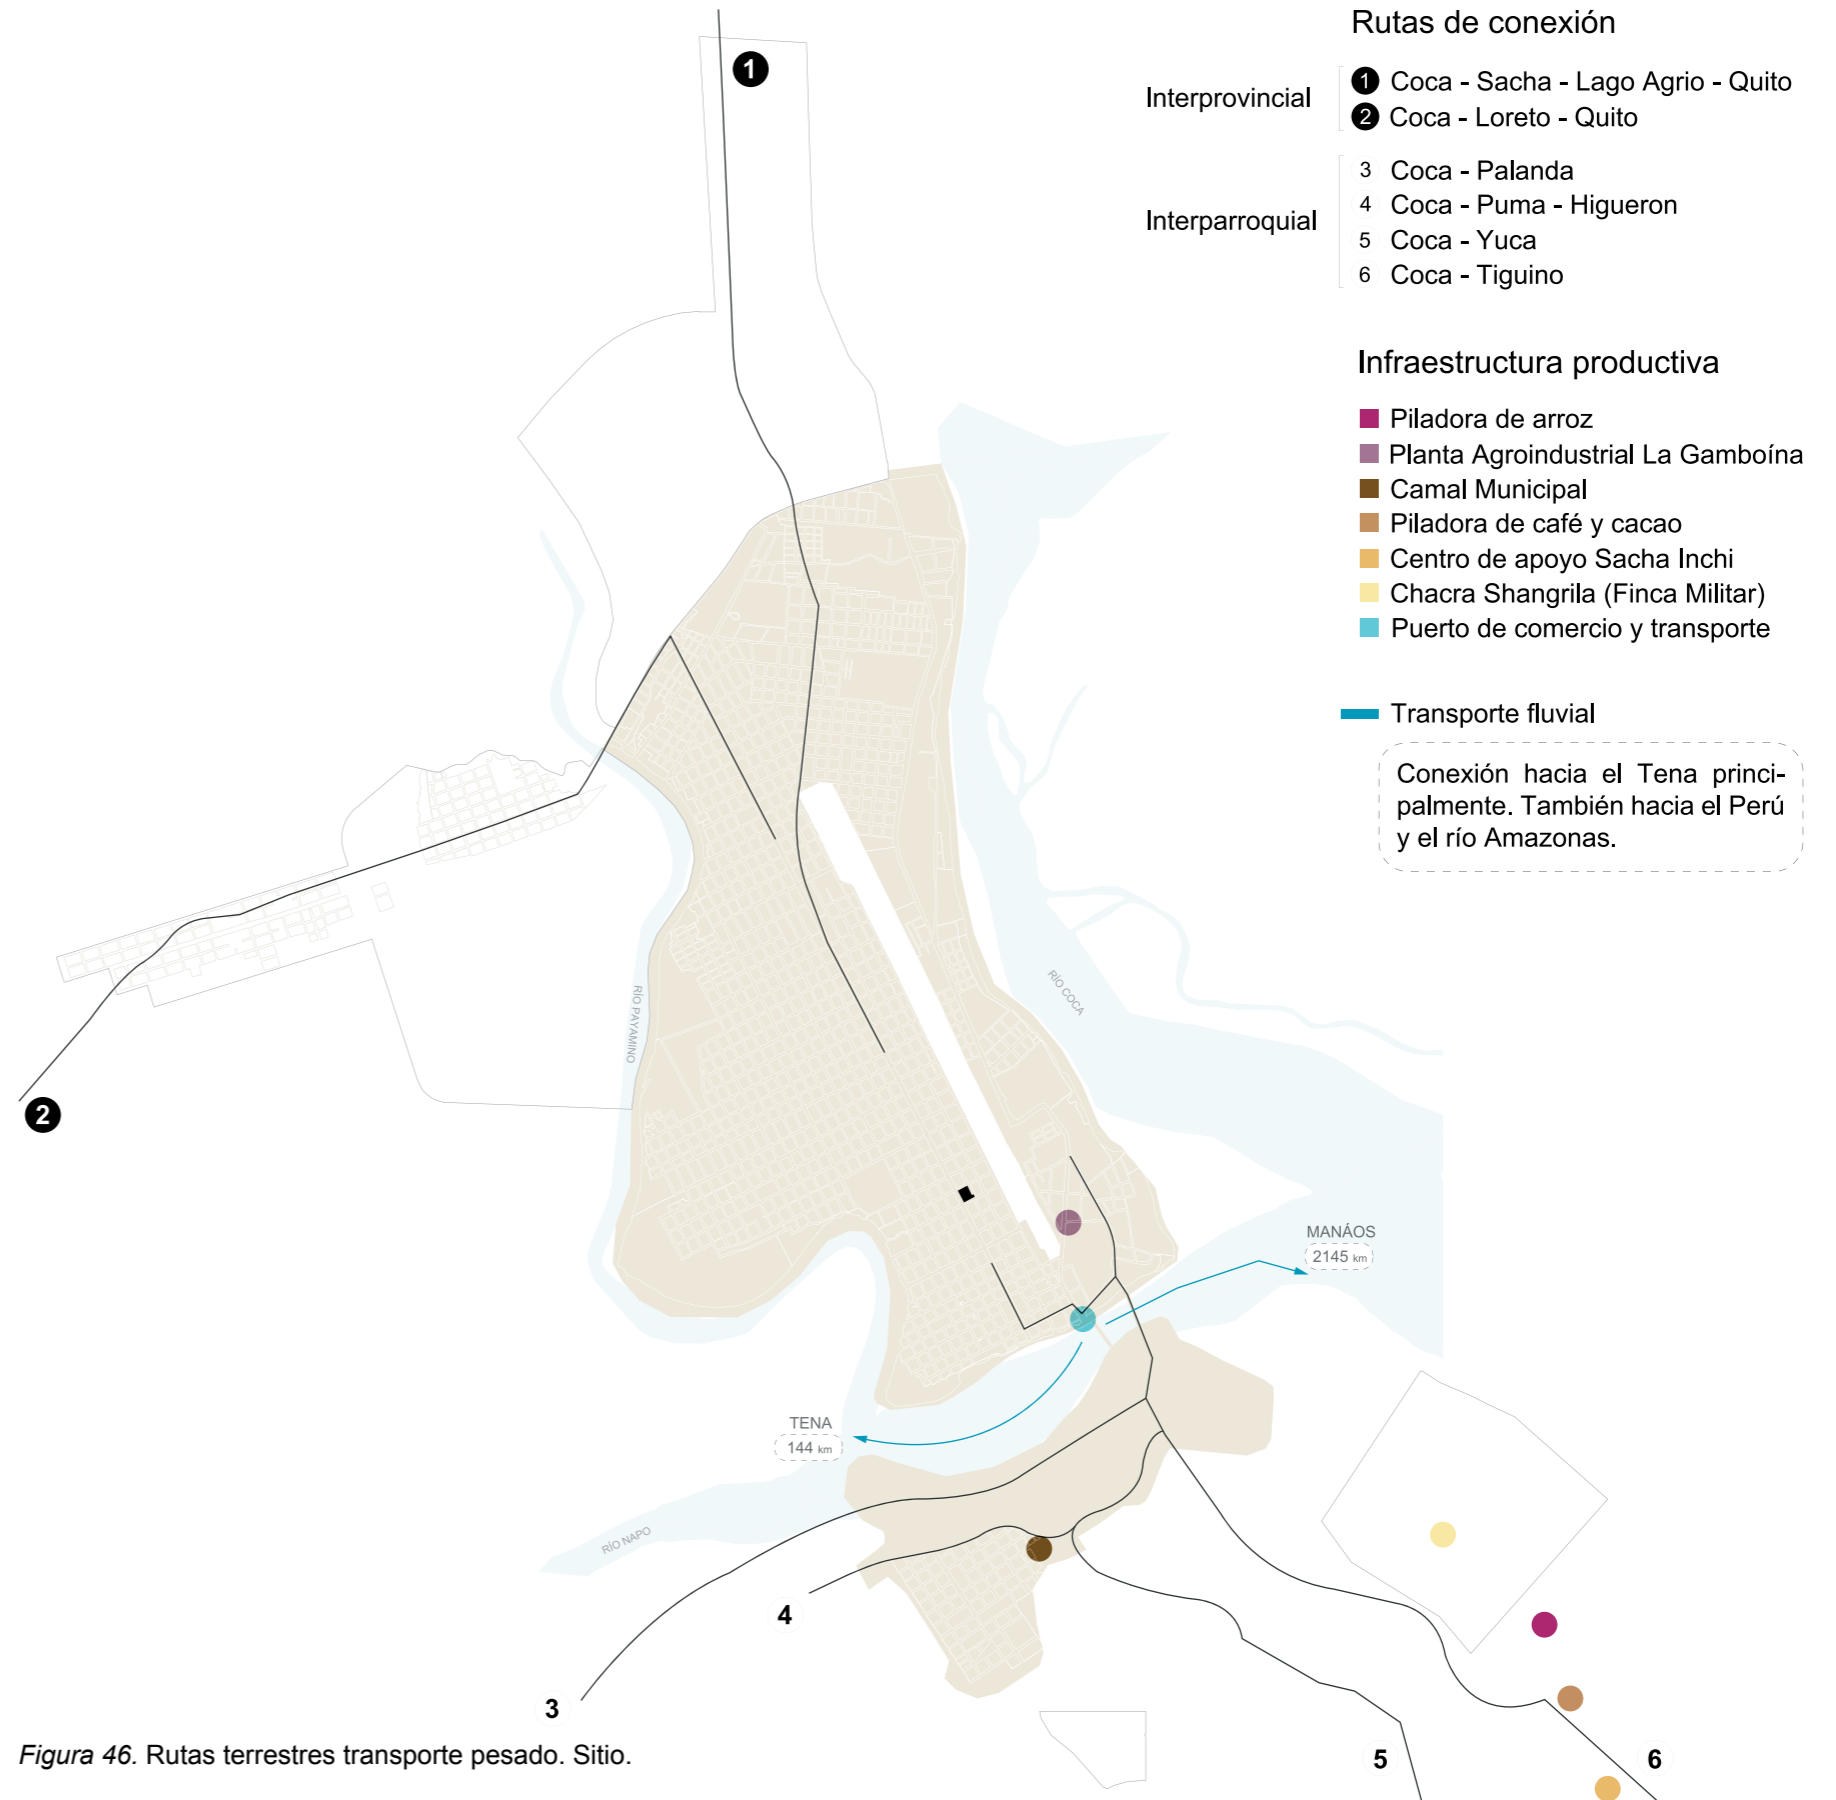 Rutas de conexión
Interprovincial
1 Coca - Sacha - Lago Agrio - Quito
2 Coca - Loreto - Quito
Interparroquial
3 Coca - Palanda
4 Coca - Puma - Higueron
5 Coca - Yuca
6 Coca - Tiguino
Infraestructura productiva
Piladora de arroz
Planta Agroindustrial La Gamboína
Camal Municipal
Piladora de café y cacao
Centro de apoyo Sacha Inchi
Chacra Shangrila (Finca Militar)
Puerto de comercio y transporte
Transporte fluvial
Conexión hacia el Tena princi-
palmente. También hacia el Perú
y el río Amazonas.
1
RÍO COCA
RÍO PAYAMINO
2
MANÁOS
2145 km
TENA
144 km
RÍO NAPO
4
3
5
6
Figura 46. Rutas terrestres transporte pesado. Sitio.